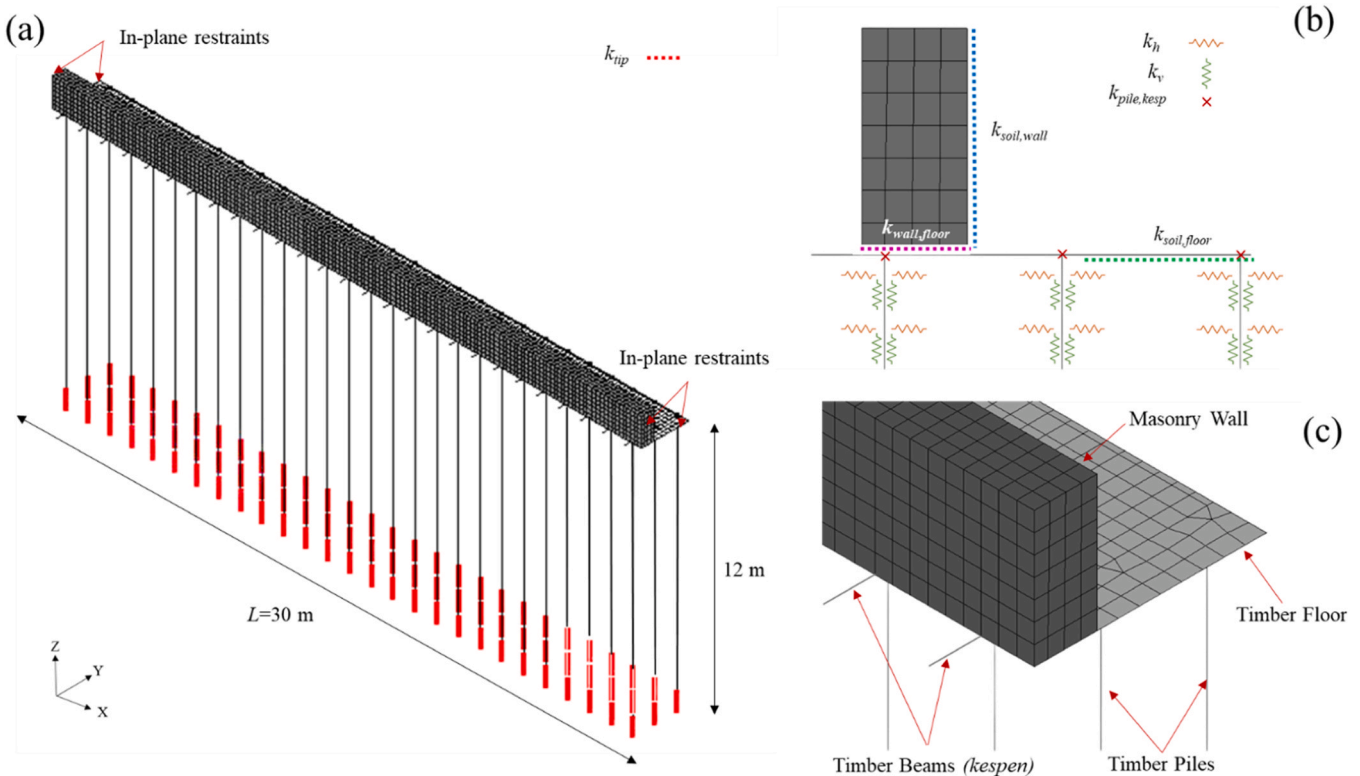 (a)
In-plane restraints
k_tip
In-plane restraints
12 m
L=30 m
Z
Y
X
(b)
k_h
k_v
k_pile,kesp
k_soil,wall
k_wall,floor
k_soil,floor
(c)
Masonry Wall
Timber Floor
Timber Beams (kespen)
Timber Piles